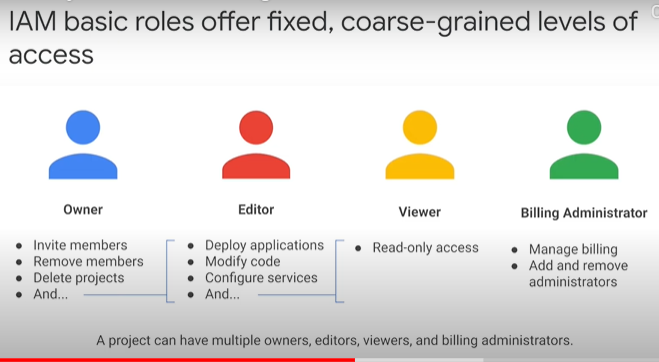 IAM basic roles offer fixed, coarse-grained levels of
access
Owner
• Invite members
• Remove members
• Delete projects
• And...
Editor
• Deploy applications
• Modify code
• Configure services
• And...
Viewer
• Read-only access
Billing Administrator
• Manage billing
• Add and remove
administrators
A project can have multiple owners, editors, viewers, and billing administrators.